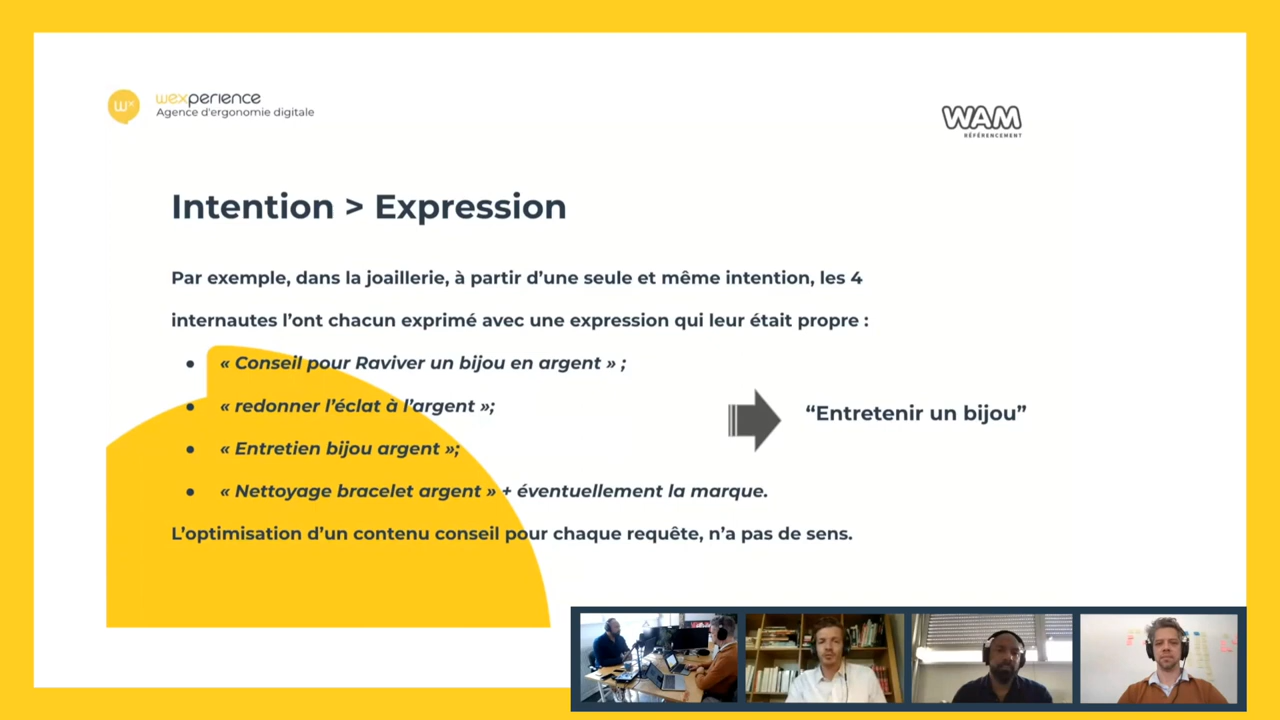 wx
wexperience
Agence d'ergonomie digitale
WAM
RÉFÉRENCEMENT
Intention > Expression
Par exemple, dans la joaillerie, à partir d’une seule et même intention, les 4
internautes l’ont chacun exprimé avec une expression qui leur était propre :
● « Conseil pour Raviver un bijou en argent » ;
● « redonner l’éclat à l’argent »;
● « Entretien bijou argent »;
● « Nettoyage bracelet argent » + éventuellement la marque.
“Entretenir un bijou”
L’optimisation d’un contenu conseil pour chaque requête, n’a pas de sens.